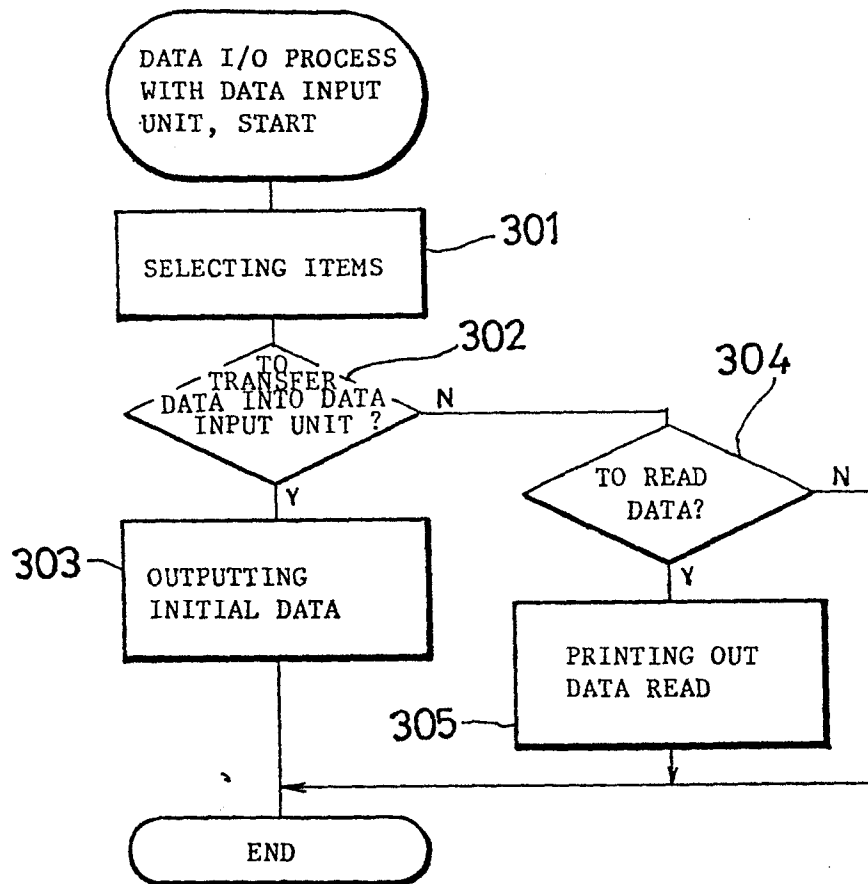 DATA I/O PROCESS
WITH DATA INPUT
UNIT, START
301
SELECTING ITEMS
302
TO
TRANSFER
DATA INTO DATA
INPUT UNIT ?
N
304
TO READ
DATA?
N
Y
Y
303
OUTPUTTING
INITIAL DATA
PRINTING OUT
DATA READ
305
END